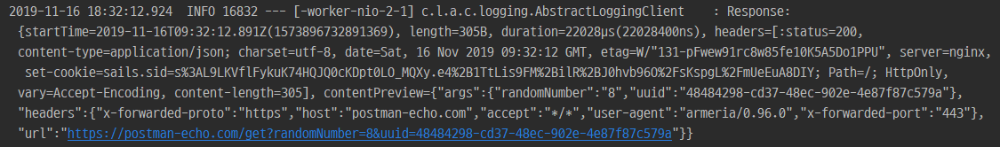 2019-11-16 18:32:12.924  INFO 16832 --- [-worker-nio-2-1] c.l.a.c.logging.AbstractLoggingClient    : Response:
{startTime=2019-11-16T09:32:12.891Z(1573896732891369), length=305B, duration=22028µs(22028400ns), headers=[:status=200,
content-type=application/json; charset=utf-8, date=Sat, 16 Nov 2019 09:32:12 GMT, etag=W/"131-pFwew91rc8w85fe10K5A5Do1PPU", server=nginx,
set-cookie=sails.sid=s%3AL9LKVflFykuK74HQJQ0cKDpt0LO_MQXy.e4%2B1TtLis9FM%2BilR%2BJ0hvb96O%2FsKspgL%2FmUeEuA8DIY; Path=/; HttpOnly,
vary=Accept-Encoding, content-length=305], contentPreview={"args":{"randomNumber":"8","uuid":"48484298-cd37-48ec-902e-4e87f87c579a"},
"headers":{"x-forwarded-proto":"https","host":"postman-echo.com","accept":"*/*","user-agent":"armeria/0.96.0","x-forwarded-port":"443"},
"url":"https://postman-echo.com/get?randomNumber=8&uuid=48484298-cd37-48ec-902e-4e87f87c579a"}}